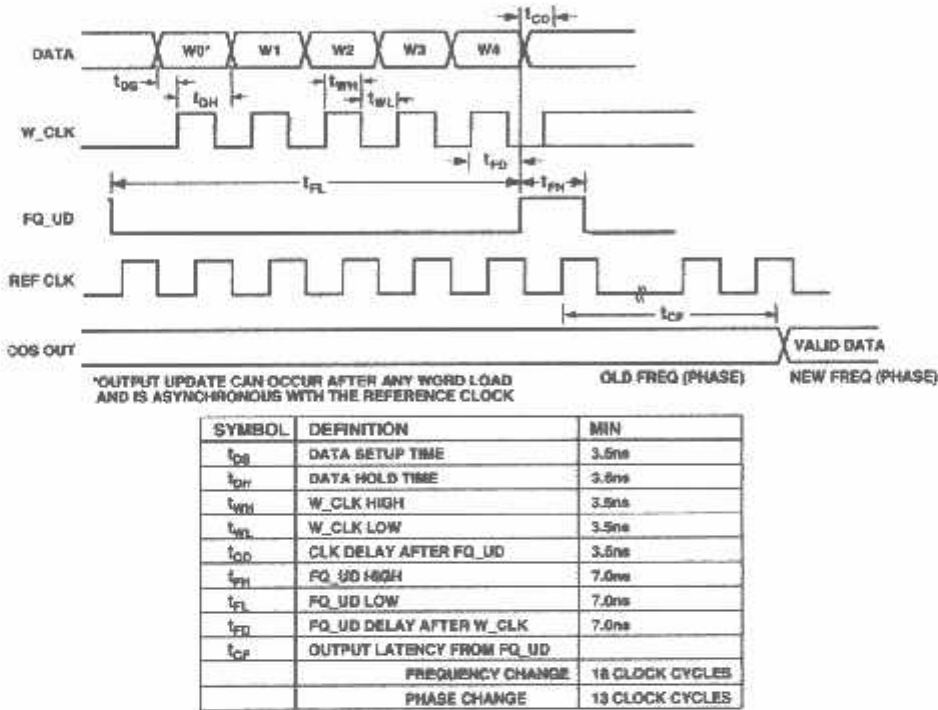 tCD
DATA W0* W1 W2 W3 W4
tDS tDH tWH tWL
W_CLK
tFD
tFL tFH
FQ_UD
REF CLK
tCF
COS OUT VALID DATA
*OUTPUT UPDATE CAN OCCUR AFTER ANY WORD LOAD
AND IS ASYNCHRONOUS WITH THE REFERENCE CLOCK
OLD FREQ (PHASE) NEW FREQ (PHASE)
SYMBOL DEFINITION MIN
tDS DATA SETUP TIME 3.5ns
tDH DATA HOLD TIME 3.5ns
tWH W_CLK HIGH 3.5ns
tWL W_CLK LOW 3.5ns
tCD CLK DELAY AFTER FQ_UD 3.5ns
tFH FQ_UD HIGH 7.0ns
tFL FQ_UD LOW 7.0ns
tFD FQ_UD DELAY AFTER W_CLK 7.0ns
tCF OUTPUT LATENCY FROM FQ_UD
FREQUENCY CHANGE 18 CLOCK CYCLES
PHASE CHANGE 13 CLOCK CYCLES